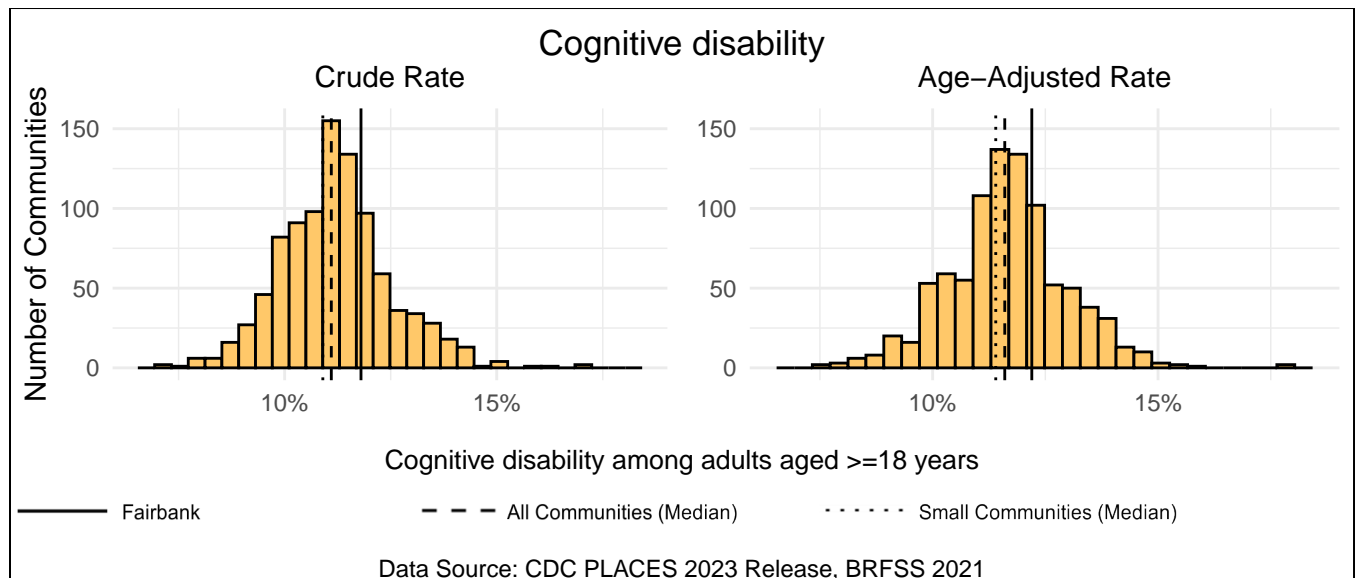 Cognitive disability
Crude Rate
Age−Adjusted Rate
Number of Communities
150
100
50
0
10%
15%
150
100
50
0
10%
15%
Cognitive disability among adults aged >=18 years
Fairbank
All Communities (Median)
Small Communities (Median)
Data Source: CDC PLACES 2023 Release, BRFSS 2021